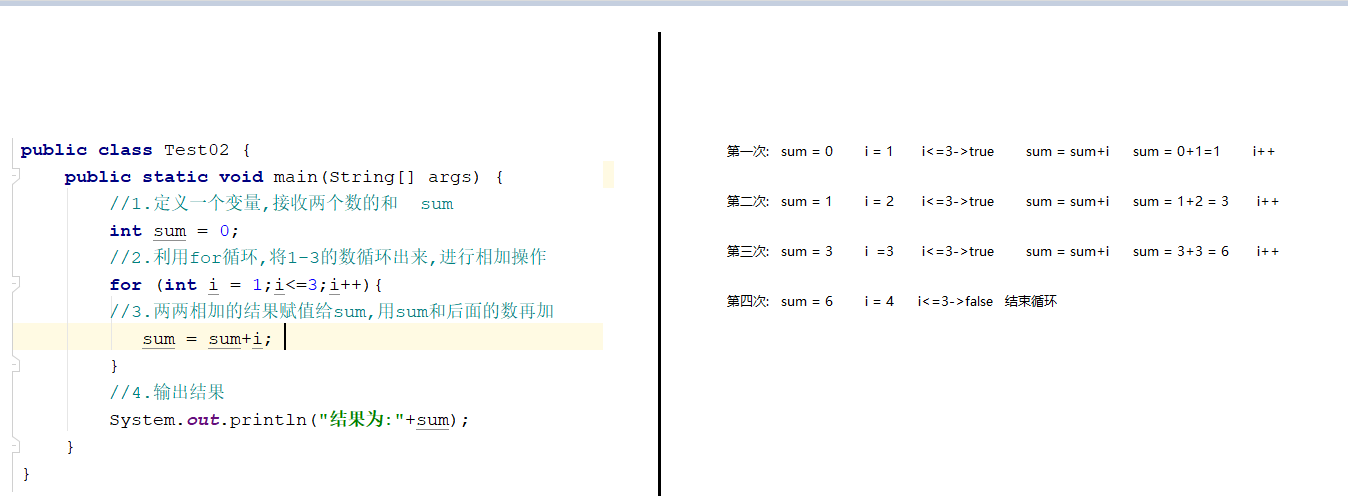 public class Test02 {
public static void main(String[] args) {
//1.定义一个变量,接收两个数的和  sum
int sum = 0;
//2.利用for循环,将1-3的数循环出来,进行相加操作
for (int i = 1;i<=3;i++){
//3.两两相加的结果赋值给sum,用sum和后面的数再加
sum = sum+i;
}
//4.输出结果
System.out.println("结果为:"+sum);
}
}
第一次: sum = 0 i = 1 i<=3->true sum = sum+i sum = 0+1=1 i++
第二次: sum = 1 i = 2 i<=3->true sum = sum+i sum = 1+2 = 3 i++
第三次: sum = 3 i =3 i<=3->true sum = sum+i sum = 3+3 = 6 i++
第四次: sum = 6 i = 4 i<=3->false 结束循环